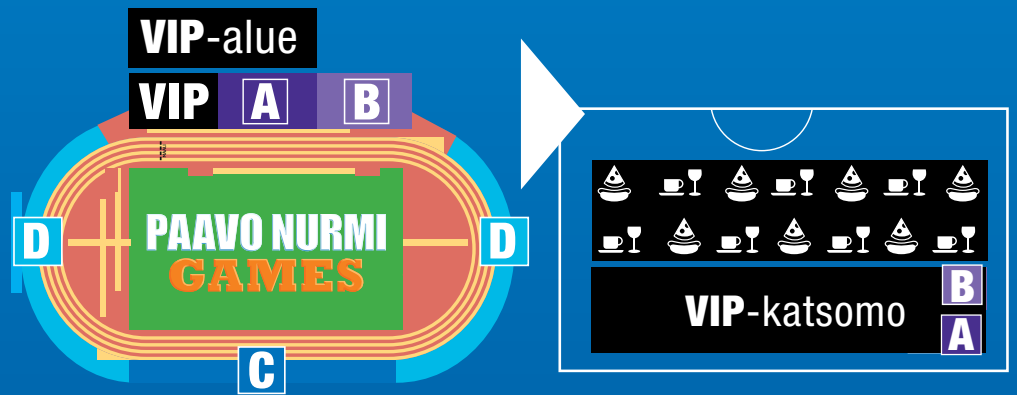 VIP-alue
VIP A B
D
PAAVO NURMI
GAMES
D
C
VIP-katsomo
B
A